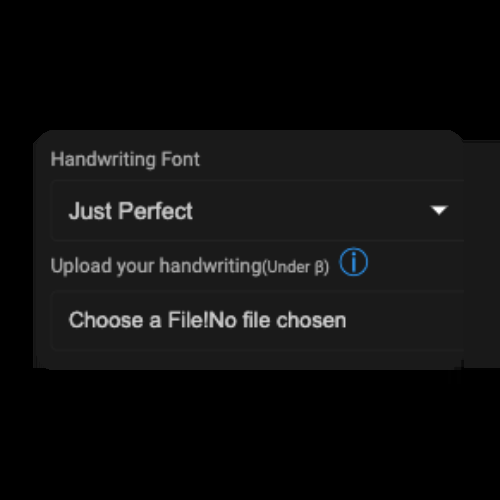 Handwriting Font
Just Perfect
Upload your handwriting(Under β) ⓘ
Choose a File!No file chosen